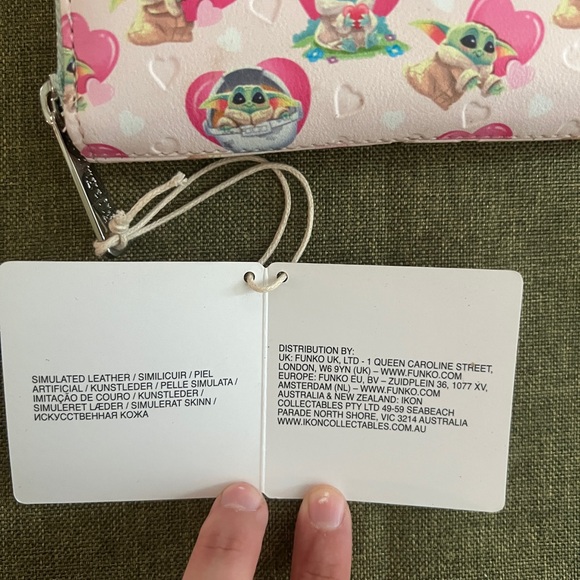 SIMULATED LEATHER / SIMILICUIR / PIEL
ARTIFICIAL / KUNSTLEDER / PELLE SIMULATA /
IMITAÇÃO DE COURO / KUNSTLEDER /
SIMULERET LÆDER / SIMULERAT SKINN /
ИСКУССТВЕННАЯ КОЖА
DISTRIBUTION BY:
UK: FUNKO UK, LTD - 1 QUEEN CAROLINE STREET,
LONDON, W6 9YN (UK) – WWW.FUNKO.COM
EUROPE: FUNKO EU, BV – ZUIDPLEIN 36, 1077 XV,
AMSTERDAM (NL) – WWW.FUNKO.COM
AUSTRALIA & NEW ZEALAND: IKON
COLLECTABLES PTY LTD 49-59 SEABEACH
PARADE NORTH SHORE, VIC 3214 AUSTRALIA
WWW.IKONCOLLECTABLES.COM.AU